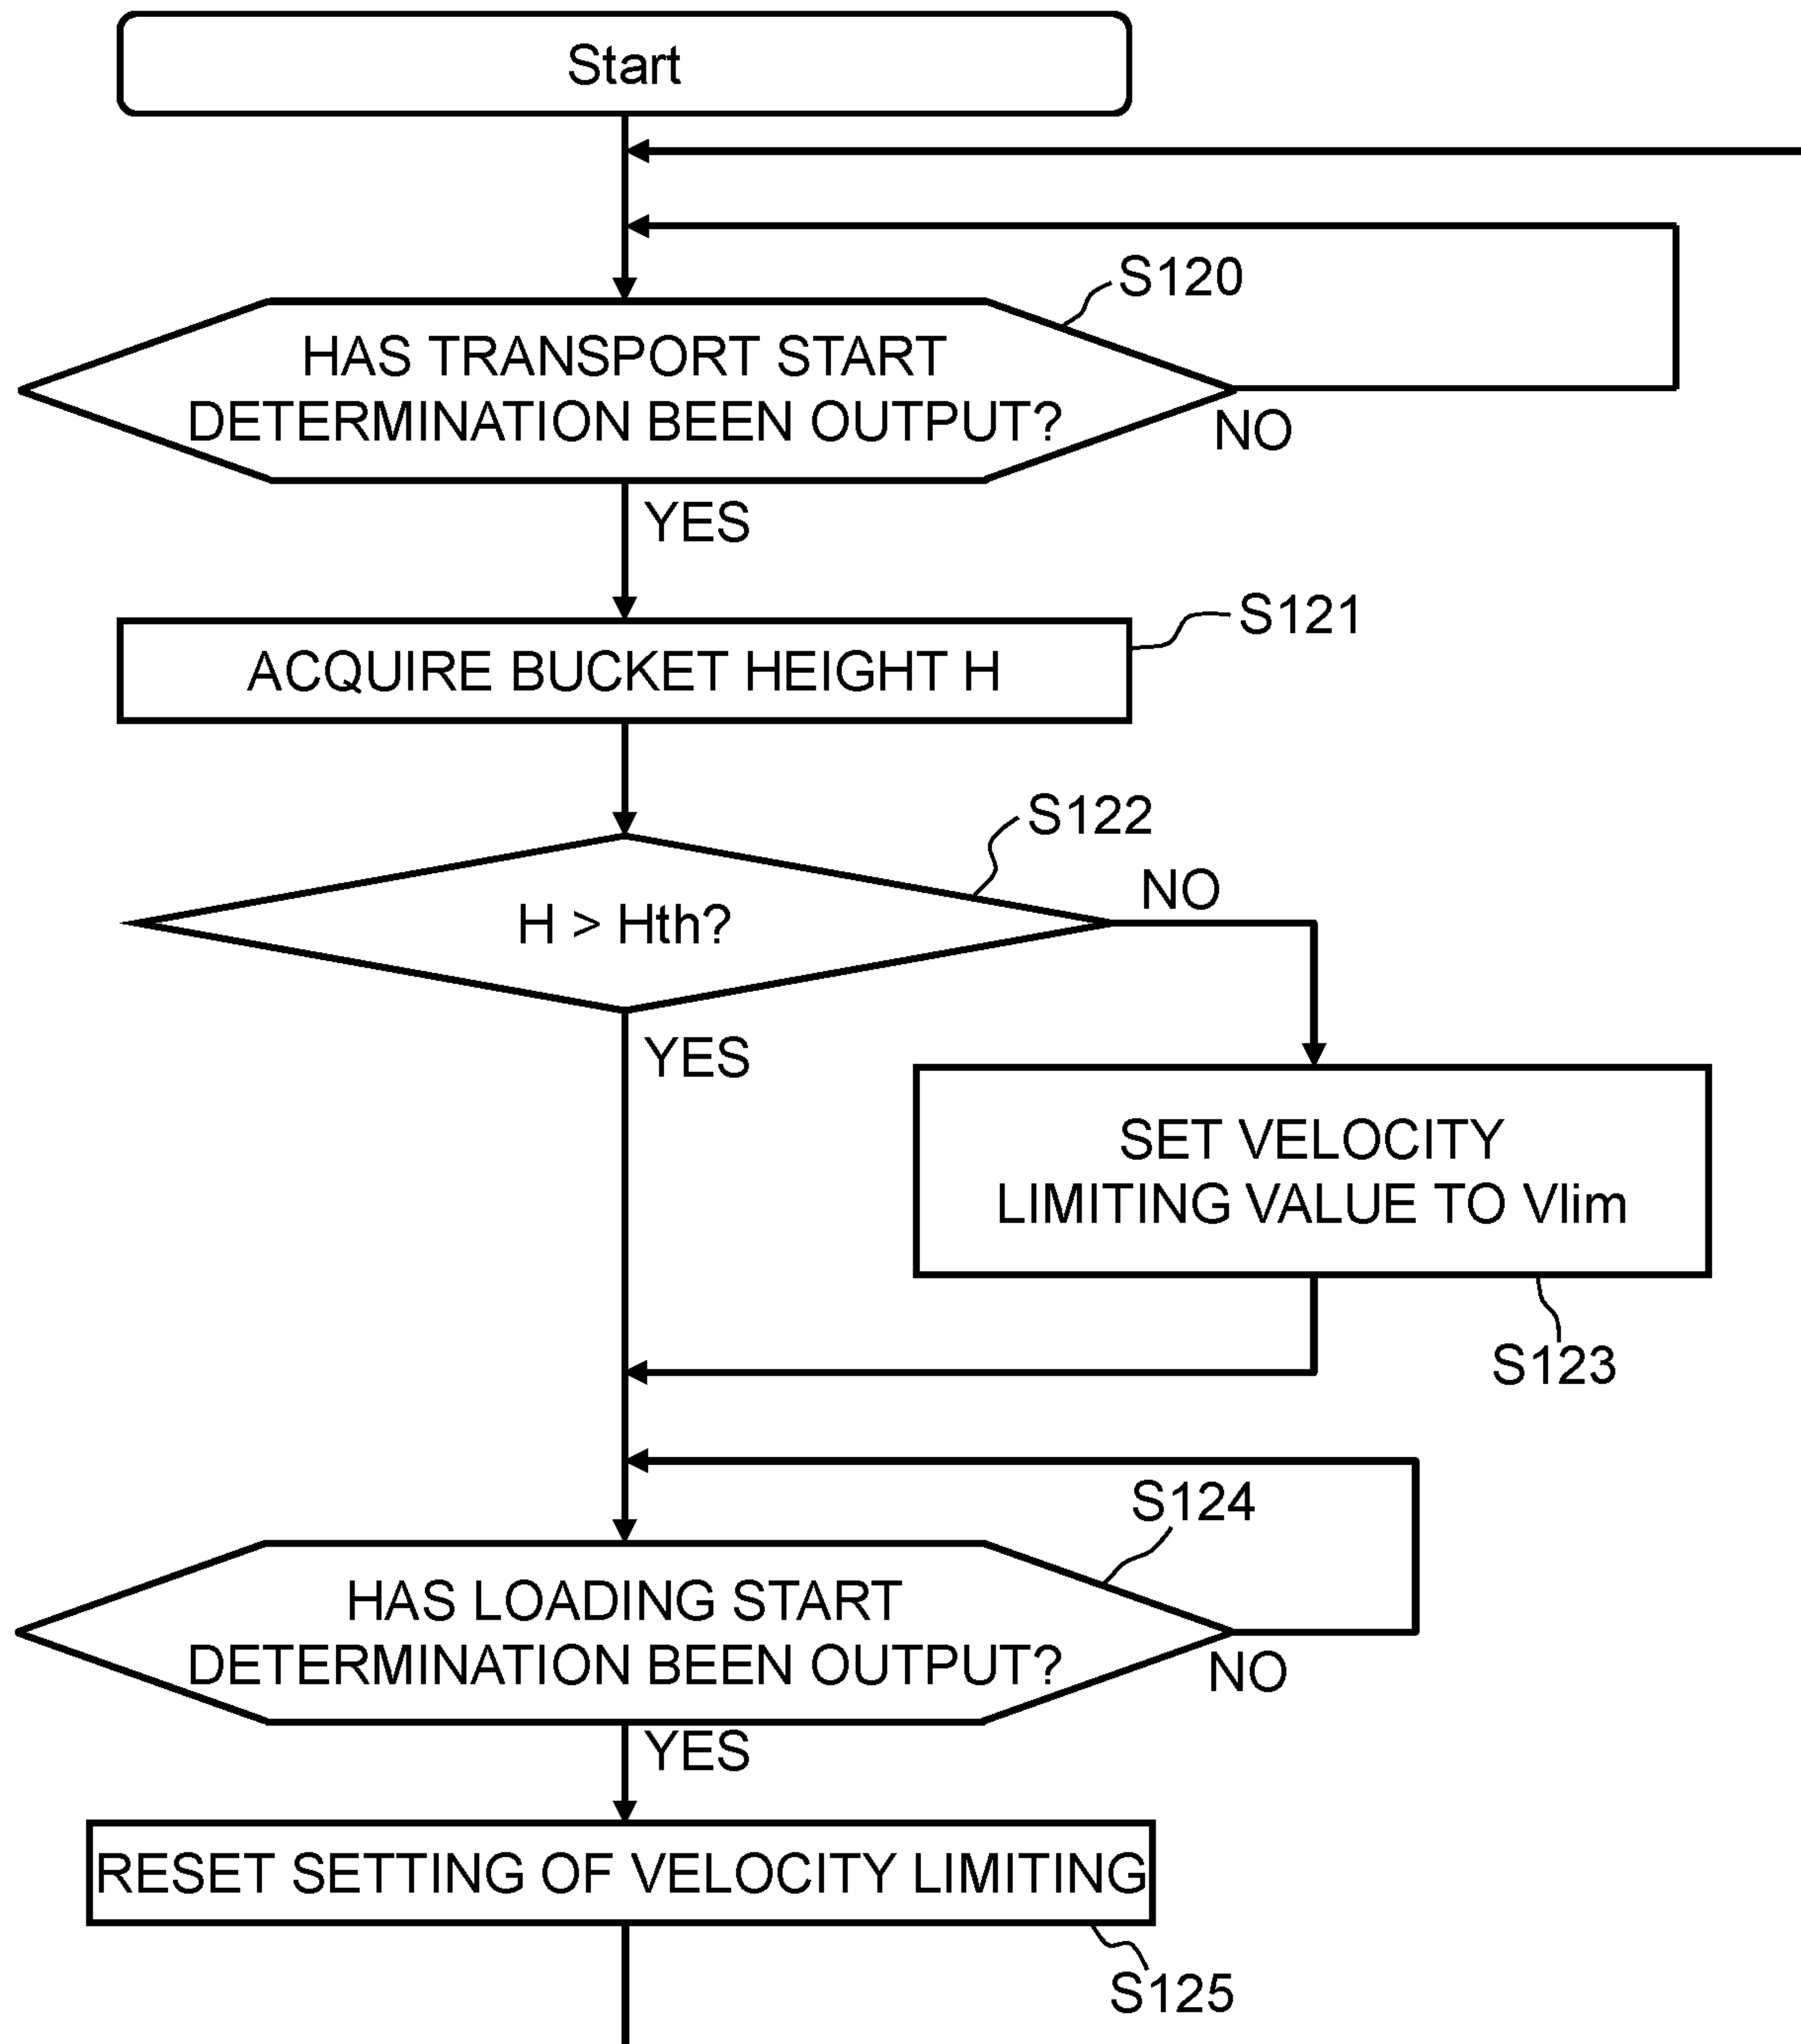 Start
S120
HAS TRANSPORT START
DETERMINATION BEEN OUTPUT?
NO
YES
S121
ACQUIRE BUCKET HEIGHT H
S122
NO
H > Hth?
YES
SET VELOCITY
LIMITING VALUE TO Vlim
S123
S124
HAS LOADING START
DETERMINATION BEEN OUTPUT?
NO
YES
RESET SETTING OF VELOCITY LIMITING
S125